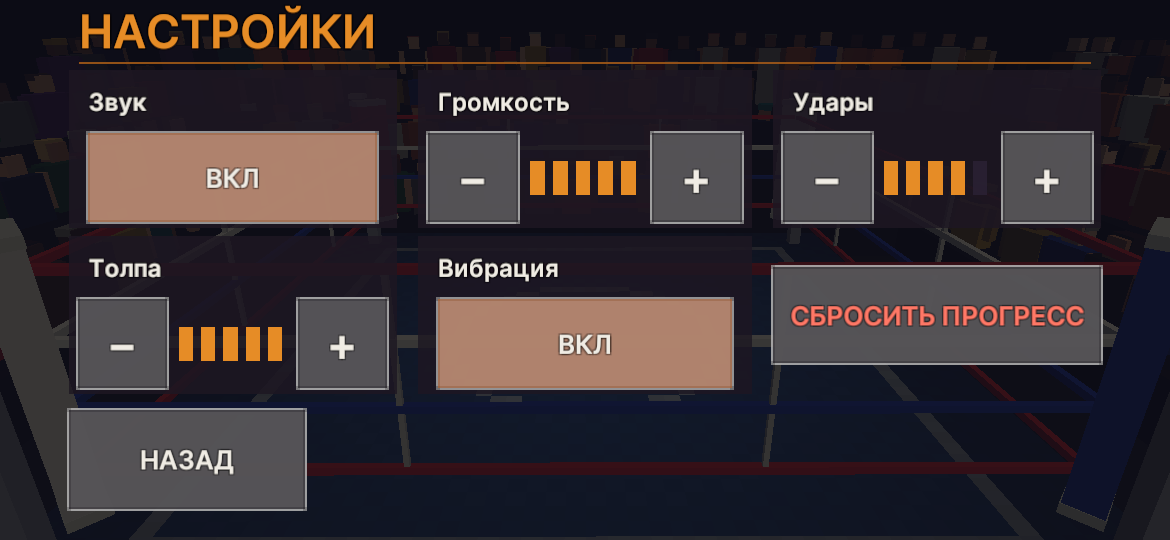 НАСТРОЙКИ
Звук
Громкость
Удары
ВКЛ
− +
− +
Толпа
Вибрация
− +
ВКЛ
СБРОСИТЬ ПРОГРЕСС
НАЗАД